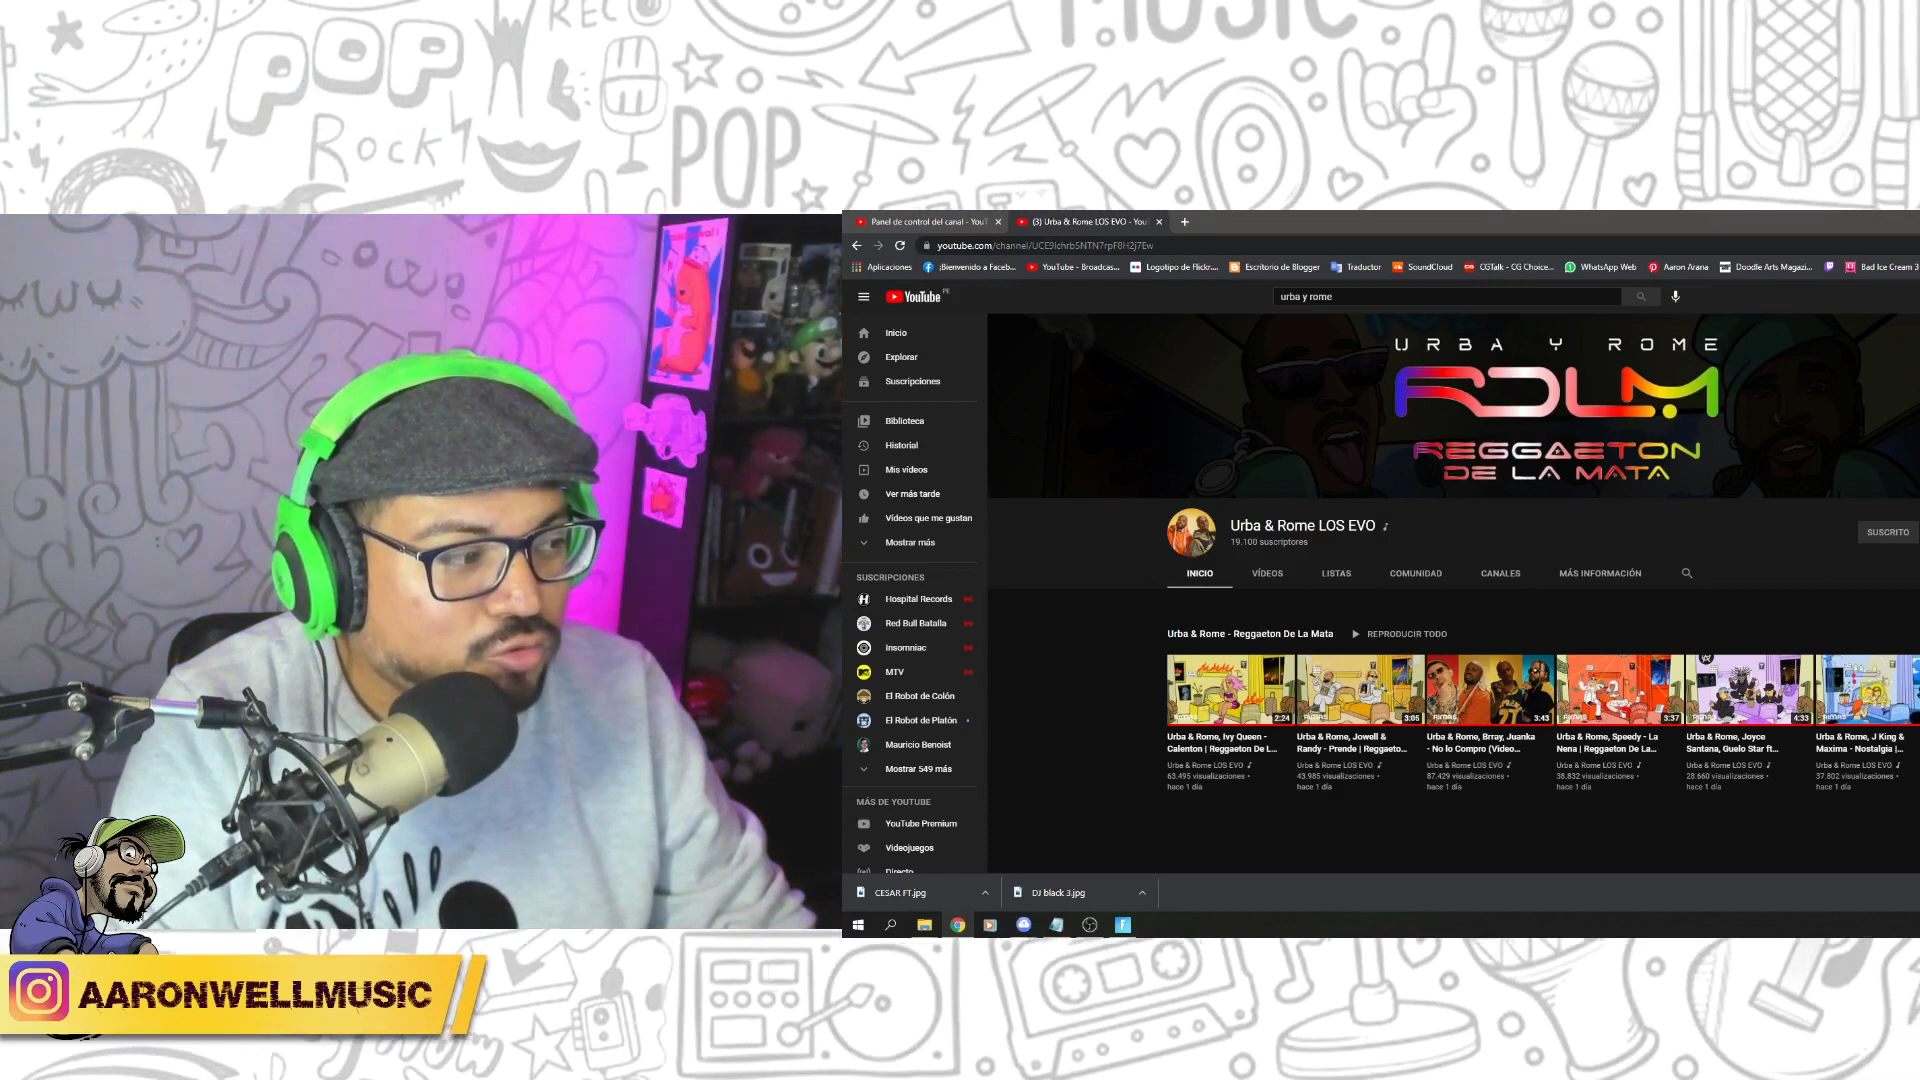 REC
MUSIC
POP
ROCK
POP
Panel de control del canal - YouT
(3) Urba & Rome LOS EVO - You
youtube.com/channel/UCE9lchrb5NTN7rpF8H2j7Ew
Aplicaciones
¡Bienvenido a Faceb...
YouTube - Broadcas...
Logotipo de Flickr....
Escritorio de Blogger
Traductor
SoundCloud
CGTalk - CG Choice...
WhatsApp Web
Aaron Arana
Doodle Arts Magazi...
Bad Ice Cream 3
YouTube PE
urba y rome
Inicio
Explorar
Suscripciones
Biblioteca
Historial
Mis vídeos
Ver más tarde
Vídeos que me gustan
Mostrar más
SUSCRIPCIONES
Hospital Records
Red Bull Batalla
Insomniac
MTV
El Robot de Colón
El Robot de Platón
Mauricio Benoist
Mostrar 549 más
MÁS DE YOUTUBE
YouTube Premium
Videojuegos
Directo
URBA Y ROME
RDLM
REGGAETON
DE LA MATA
Urba & Rome LOS EVO
19.100 suscriptores
SUSCRITO
INICIO
VÍDEOS
LISTAS
COMUNIDAD
CANALES
MÁS INFORMACIÓN
Urba & Rome - Reggaeton De La Mata
REPRODUCIR TODO
2:24
Urba & Rome, Ivy Queen -
Calenton | Reggaeton De L...
Urba & Rome LOS EVO
63.495 visualizaciones •
hace 1 día
3:05
Urba & Rome, Jowell &
Randy - Prende | Reggaeto...
Urba & Rome LOS EVO
43.985 visualizaciones •
hace 1 día
3:43
Urba & Rome, Brray, Juanka
- No lo Compro (Video...
Urba & Rome LOS EVO
87.429 visualizaciones •
hace 1 día
3:37
Urba & Rome, Speedy - La
Nena | Reggaeton De La...
Urba & Rome LOS EVO
38.832 visualizaciones •
hace 1 día
4:33
Urba & Rome, Joyce
Santana, Guelo Star ft...
Urba & Rome LOS EVO
28.660 visualizaciones •
hace 1 día
Urba & Rome, J King &
Maxima - Nostalgia |...
Urba & Rome LOS EVO
37.802 visualizaciones •
hace 1 día
CESAR FT.jpg
DJ black 3.jpg
AARONWELLMUSIC